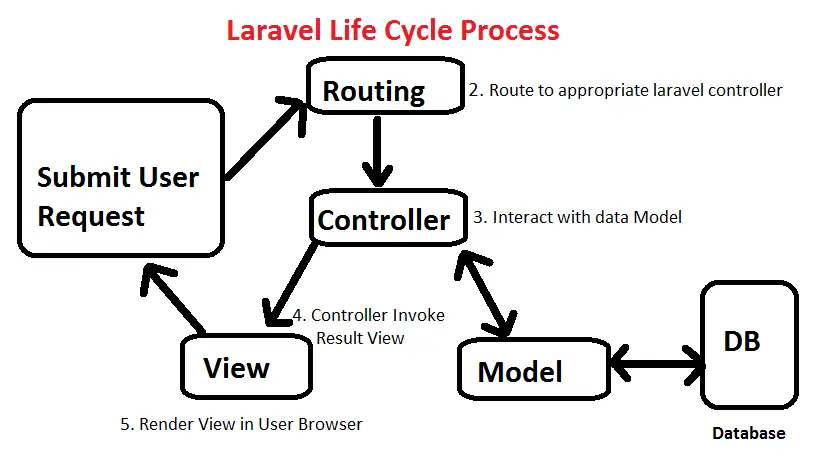 Laravel Life Cycle Process
Routing
2. Route to appropriate laravel controller
Submit User
Request
Controller
3. Interact with data Model
4. Controller Invoke
Result View
View
Model
DB
5. Render View in User Browser
Database